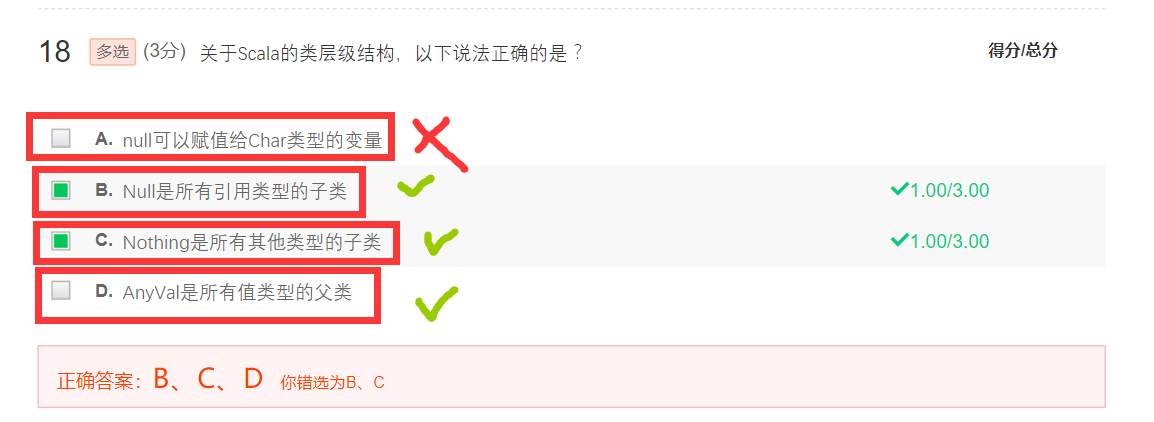 18 多选 (3分) 关于Scala的类层级结构，以下说法正确的是？ 得分/总分
A. null可以赋值给Char类型的变量
B. Null是所有引用类型的子类 1.00/3.00
C. Nothing是所有其他类型的子类 1.00/3.00
D. AnyVal是所有值类型的父类
正确答案：B、C、D 你错选为B、C